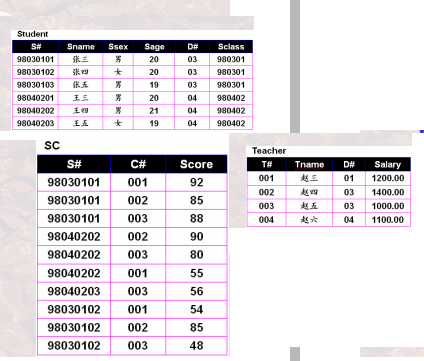 Student
S# Sname Ssex Sage D# Sclass
98030101 张三 男 20 03 980301
98030102 张四 女 20 03 980301
98030103 张五 男 19 03 980301
98040201 王三 男 20 04 980402
98040202 王四 男 21 04 980402
98040203 王五 女 19 04 980402
SC
S# C# Score
98030101 001 92
98030101 002 85
98030101 003 88
98040202 002 90
98040202 003 80
98040202 001 55
98040203 003 56
98030102 001 54
98030102 002 85
98030102 003 48
Teacher
T# Tname D# Salary
001 赵三 01 1200.00
002 赵四 03 1400.00
003 赵五 03 1000.00
004 赵六 04 1100.00